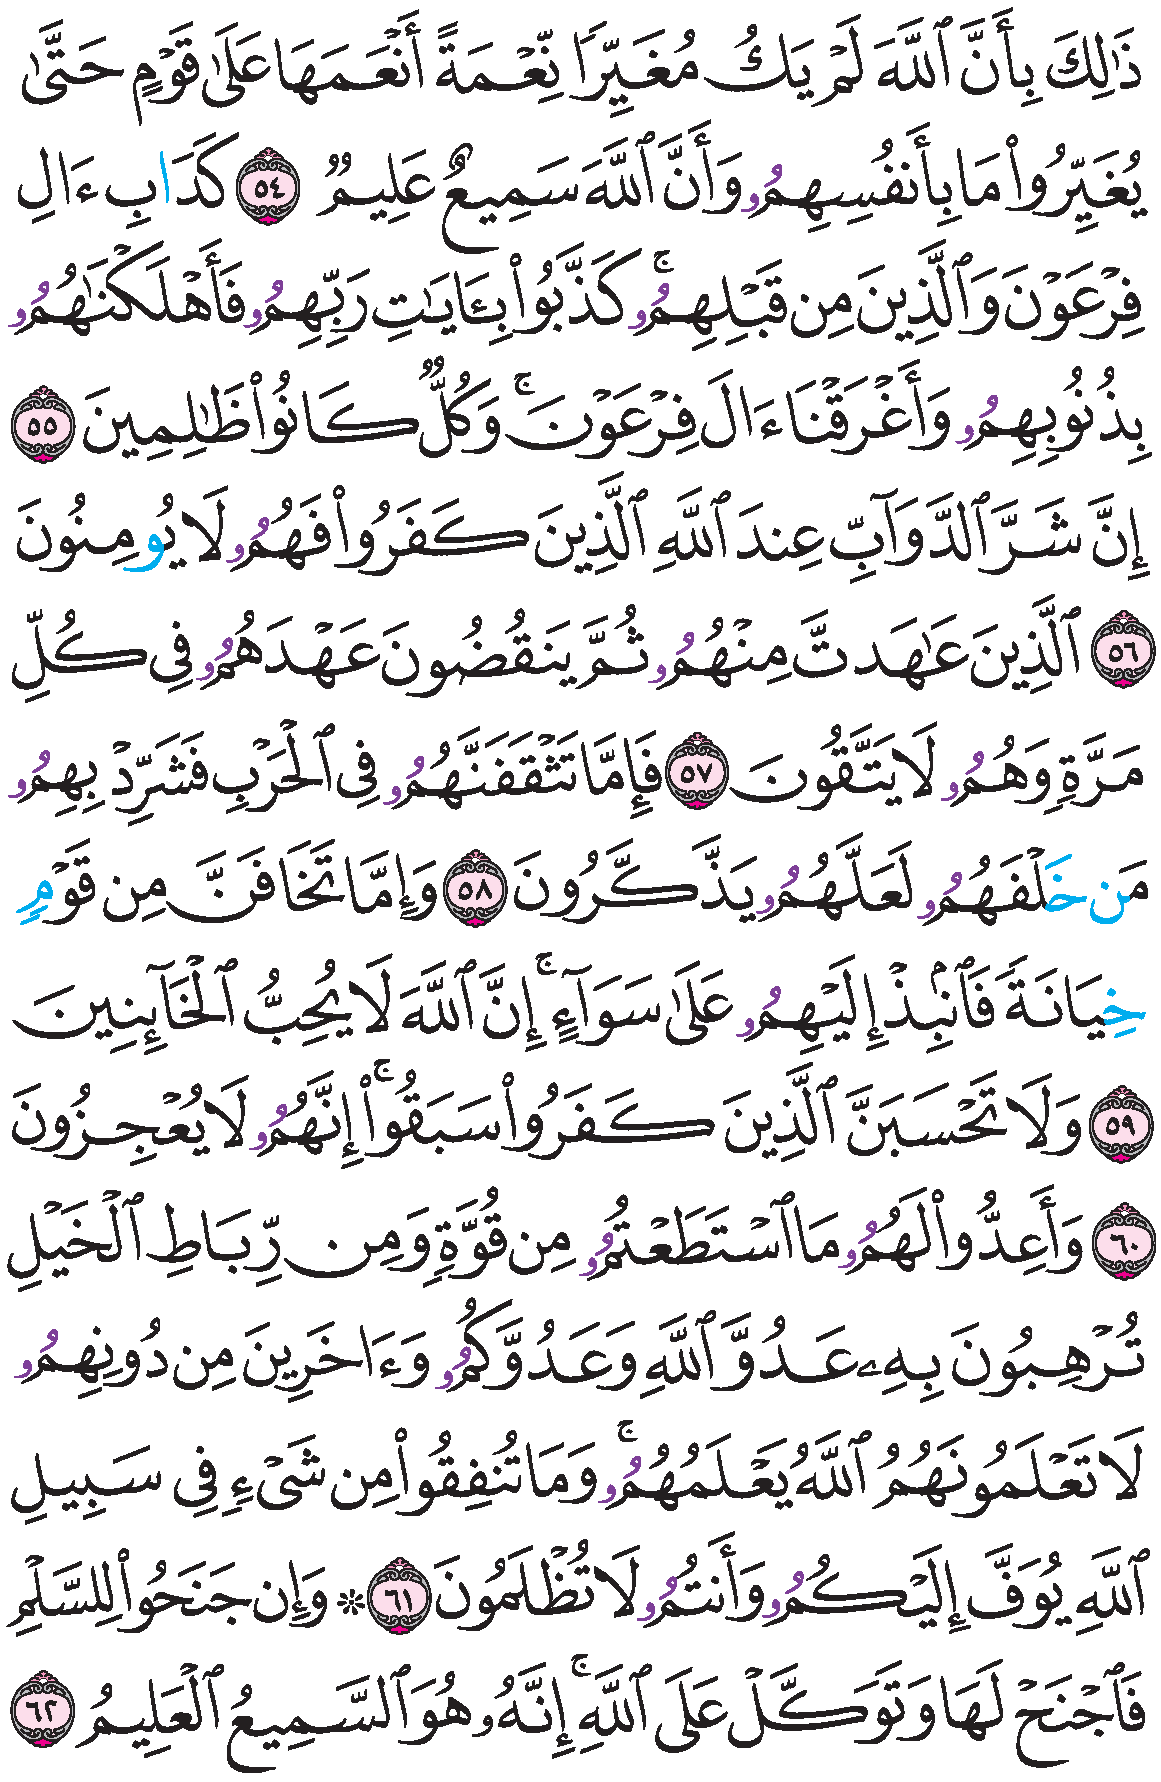 ذَٰلِكَ بِأَنَّ ٱللَّهَ لَمۡ يَكُ مُغَيِّرٗا نِّعۡمَةً أَنۡعَمَهَا عَلَىٰ قَوۡمٍ حَتَّىٰ
يُغَيِّرُواْ مَا بِأَنفُسِهِمُۥ وَأَنَّ ٱللَّهَ سَمِيعٌ عَلِيمٞ ٥٤ كَدَابِ ءَالِ
فِرۡعَوۡنَ وَٱلَّذِينَ مِن قَبۡلِهِمُۥۚ كَذَّبُواْ بِـَٔايَٰتِ رَبِّهِمُۥ فَأَهۡلَكۡنَٰهُمُۥ
بِذُنُوبِهِمُۥ وَأَغۡرَقۡنَا ءَالَ فِرۡعَوۡنَۚ وَكُلّٞ كَانُواْ ظَٰلِمِينَ ٥٥
إِنَّ شَرَّ ٱلدَّوَآبِّ عِندَ ٱللَّهِ ٱلَّذِينَ كَفَرُواْ فَهُمُۥ لَا يُومِنُونَ
٥٦ ٱلَّذِينَ عَٰهَدتَّ مِنۡهُمُۥ ثُمَّ يَنقُضُونَ عَهۡدَهُمُۥ فِي كُلِّ
مَرَّةٖ وَهُمُۥ لَا يَتَّقُونَ ٥٧ فَإِمَّا تَثۡقَفَنَّهُمُۥ فِي ٱلۡحَرۡبِ فَشَرِّدۡ بِهِمُۥ
مَن خَلۡفَهُمُۥ لَعَلَّهُمُۥ يَذَّكَّرُونَ ٥٨ وَإِمَّا تَخَافَنَّ مِن قَوۡمٍ
خِيَانَةٗ فَٱنۢبِذۡ إِلَيۡهِمُۥ عَلَىٰ سَوَآءٍۚ إِنَّ ٱللَّهَ لَا يُحِبُّ ٱلۡخَآئِنِينَ
٥٩ وَلَا تَحۡسَبَنَّ ٱلَّذِينَ كَفَرُواْ سَبَقُوٓاْۚ إِنَّهُمُۥ لَا يُعۡجِزُونَ
٦٠ وَأَعِدُّواْ لَهُمُۥ مَا ٱسۡتَطَعۡتُمُۥ مِن قُوَّةٖ وَمِن رِّبَاطِ ٱلۡخَيۡلِ
تُرۡهِبُونَ بِهِۦ عَدُوَّ ٱللَّهِ وَعَدُوَّكُمُۥ وَءَاخَرِينَ مِن دُونِهِمُۥ
لَا تَعۡلَمُونَهُمُ ٱللَّهُ يَعۡلَمُهُمُۥۚ وَمَا تُنفِقُواْ مِن شَيۡءٖ فِي سَبِيلِ
ٱللَّهِ يُوَفَّ إِلَيۡكُمُۥ وَأَنتُمُۥ لَا تُظۡلَمُونَ ٦١ ۞ وَإِن جَنَحُواْ لِلسَّلۡمِ
فَٱجۡنَحۡ لَهَا وَتَوَكَّلۡ عَلَى ٱللَّهِۚ إِنَّهُۥ هُوَ ٱلسَّمِيعُ ٱلۡعَلِيمُ ٦٢